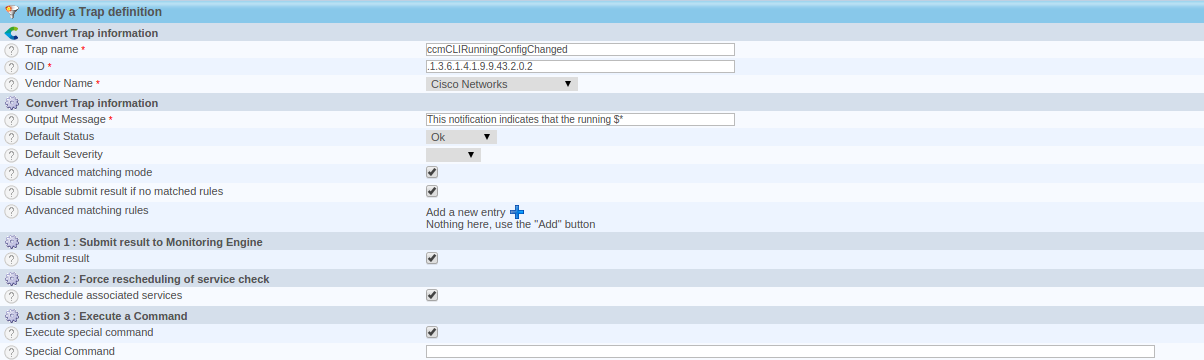 Modify a Trap definition
Convert Trap information
Trap name * ccmCLIRunningConfigChanged
OID * .1.3.6.1.4.1.9.9.43.2.0.2
Vendor Name * Cisco Networks
Convert Trap information
Output Message * This notification indicates that the running $*
Default Status Ok
Default Severity
Advanced matching mode
Disable submit result if no matched rules
Advanced matching rules Add a new entry
Nothing here, use the "Add" button
Action 1 : Submit result to Monitoring Engine
Submit result
Action 2 : Force rescheduling of service check
Reschedule associated services
Action 3 : Execute a Command
Execute special command
Special Command